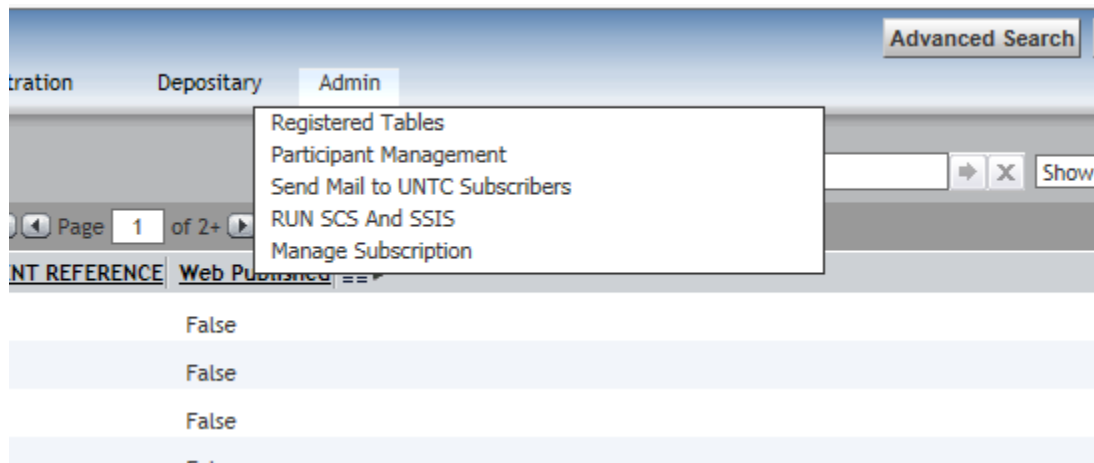 Advanced Search
tration Depositary Admin
Registered Tables
Participant Management
Send Mail to UNTC Subscribers
Show
RUN SCS And SSIS
Page 1 of 2+
Manage Subscription
NT REFERENCE Web Published
False
False
False